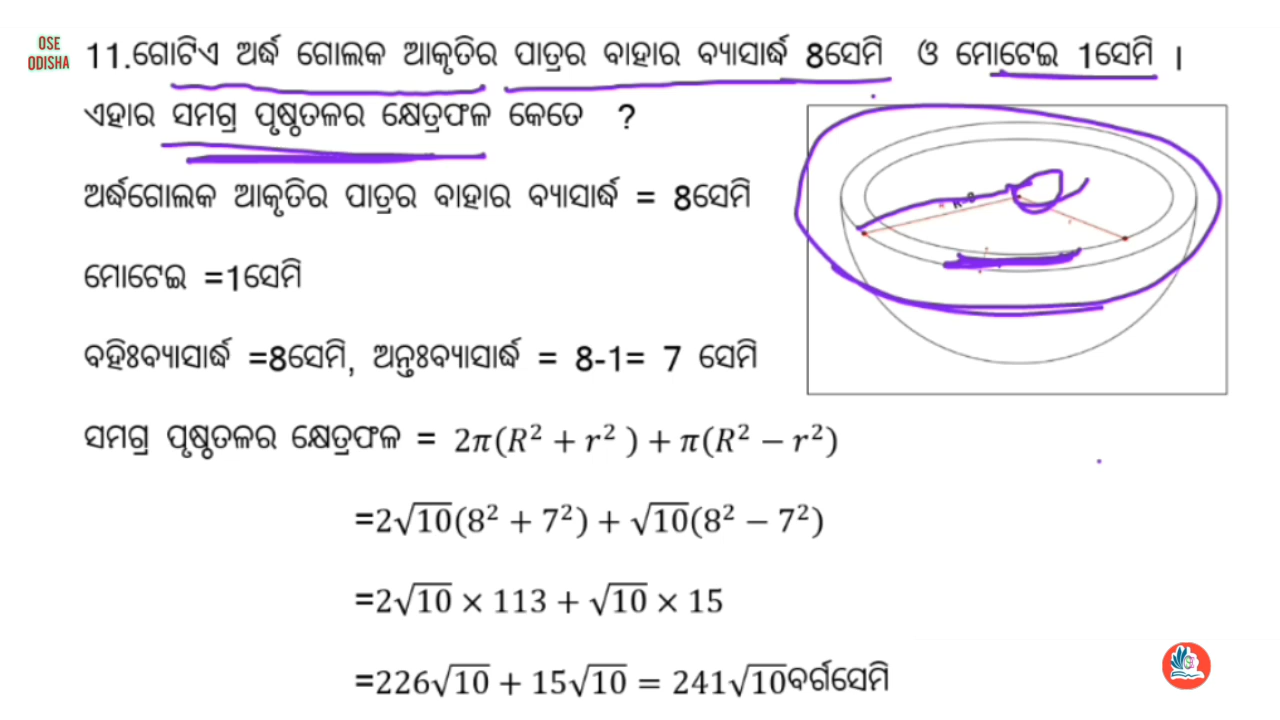 OSE
ODISHA
11.ଗୋଟିଏ ଅର୍ଦ୍ଧ ଗୋଲକ ଆକୃତିର ପାତ୍ରର ବାହାର ବ୍ୟାସାର୍ଦ୍ଧ 8ସେମି ଓ ମୋଟେଇ 1ସେମି ।
ଏହାର ସମଗ୍ର ପୃଷ୍ଠତଳର କ୍ଷେତ୍ରଫଳ କେତେ ?
ଅର୍ଦ୍ଧଗୋଲକ ଆକୃତିର ପାତ୍ରର ବାହାର ବ୍ୟାସାର୍ଦ୍ଧ = 8ସେମି
ମୋଟେଇ =1ସେମି
ବହିଃବ୍ୟାସାର୍ଦ୍ଧ =8ସେମି, ଅନ୍ତଃବ୍ୟାସାର୍ଦ୍ଧ = 8-1= 7 ସେମି
ସମଗ୍ର ପୃଷ୍ଠତଳର କ୍ଷେତ୍ରଫଳ = 2π(R² + r² ) + π(R² − r²)
=2√10(8² + 7²) + √10(8² − 7²)
=2√10 × 113 + √10 × 15
=226√10 + 15√10 = 241√10ବର୍ଗସେମି